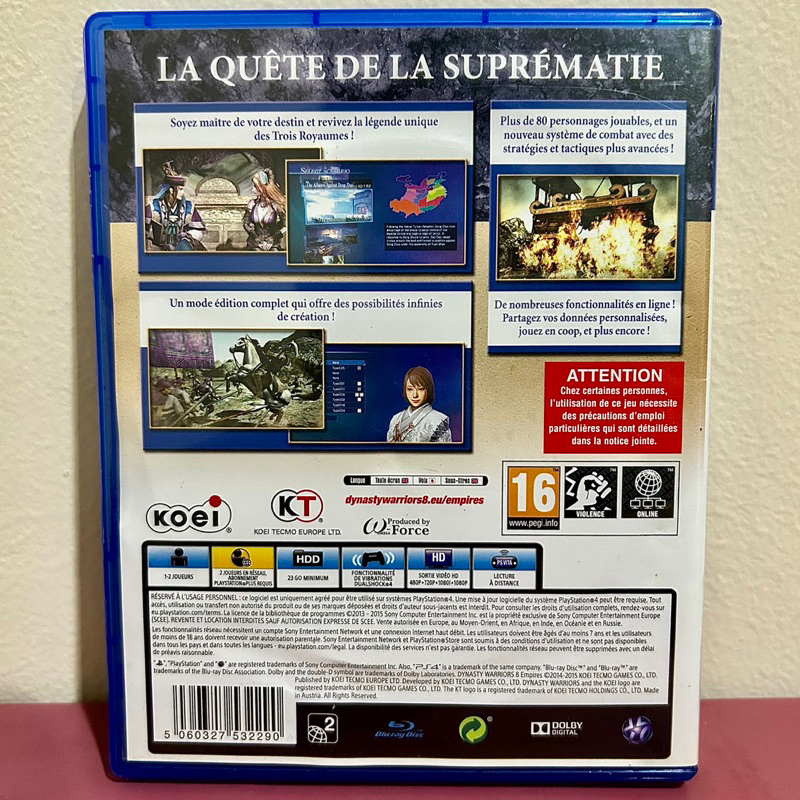 LA QUÊTE DE LA SUPRÉMATIE
Soyez maître de votre destin et revivez la légende unique
des Trois Royaumes !
Plus de 80 personnages jouables, et un
nouveau système de combat avec des
stratégies et tactiques plus avancées !
Un mode édition complet qui offre des possibilités infinies
de création !
De nombreuses fonctionnalités en ligne !
Partagez vos données personnalisées,
jouez en coop, et plus encore !
ATTENTION
Chez certaines personnes,
l'utilisation de ce jeu nécessite
des précautions d'emploi
particulières qui sont détaillées
dans la notice jointe.
Langue Texte écran Voix Sous-titres
dynastywarriors8.eu/empires
KOEI
KT
KOEI TECMO EUROPE LTD.
Produced by
ω-Force
16
www.pegi.info
VIOLENCE
ONLINE
1-2 JOUEURS
2 JOUEURS EN RÉSEAU,
ABONNEMENT
PLAYSTATION®PLUS REQUIS
HDD
23 GO MINIMUM
FONCTIONNALITÉ
DE VIBRATIONS
DUALSHOCK®4
HD
SORTIE VIDÉO HD
480P•720P•1080I•1080P
PS VITA
LECTURE
À DISTANCE
RÉSERVÉ À L'USAGE PERSONNEL : ce logiciel est uniquement agréé pour être utilisé sur systèmes PlayStation®4. Une mise à jour logicielle du système PlayStation®4 peut être requise. Tout
accès, utilisation ou transfert non autorisé du produit ou de ses marques déposées et droits d'auteur sous-jacents est interdit. Pour consulter les droits d'utilisation complets, rendez-vous sur
eu.playstation.com/terms. La licence de la bibliothèque de programmes ©2013 - 2015 Sony Computer Entertainment Inc. est la propriété exclusive de Sony Computer Entertainment Europe
(SCEE). REVENTE ET LOCATION INTERDITES SAUF AUTORISATION EXPRESSE DE SCEE. Vente autorisée en Europe, au Moyen-Orient, en Afrique, en Inde, en Océanie et en Russie.
Les fonctionnalités réseau nécessitent un compte Sony Entertainment Network et une connexion Internet haut débit. Les utilisateurs doivent être âgés d'au moins 7 ans et les utilisateurs
de moins de 18 ans doivent recevoir une autorisation parentale. Sony Entertainment Network et PlayStation®Store sont soumis à des conditions d'utilisation et ne sont pas disponibles
dans tous les pays et dans toutes les langues - eu.playstation.com/legal. La disponibilité des services n'est pas garantie. Les fonctionnalités réseau peuvent être supprimées avec un délai
de préavis raisonnable.
"PlayStation" and are registered trademarks of Sony Computer Entertainment Inc. Also, "PS4" is a trademark of the same company. "Blu-ray Disc™" and "Blu-ray" are
trademarks of the Blu-ray Disc Association. Dolby and the double-D symbol are trademarks of Dolby Laboratories. DYNASTY WARRIORS 8 Empires ©2014-2015 KOEI TECMO GAMES CO., LTD.
Published by KOEI TECMO EUROPE LTD. Developed by KOEI TECMO GAMES CO., LTD. DYNASTY WARRIORS and the KOEI logo are
registered trademarks of KOEI TECMO GAMES CO., LTD. The KT logo is a registered trademark of KOEI TECMO HOLDINGS CO., LTD. Made
in Austria. All Rights Reserved.
5 060327 532290
2
Blu-ray Disc
DOLBY
DIGITAL